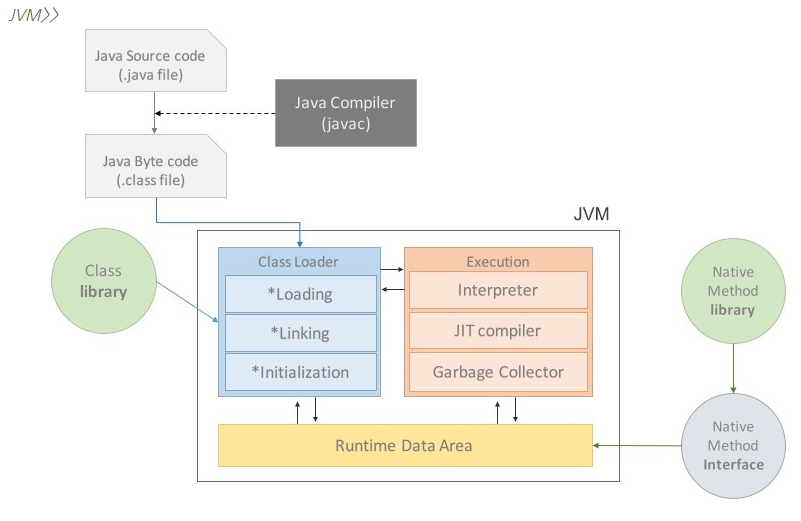 JVM>>
Java Source code
(.java file)
Java Compiler
(javac)
Java Byte code
(.class file)
JVM
Class
library
Class Loader
*Loading
*Linking
*Initialization
Execution
Interpreter
JIT compiler
Garbage Collector
Runtime Data Area
Native
Method
library
Native
Method
Interface